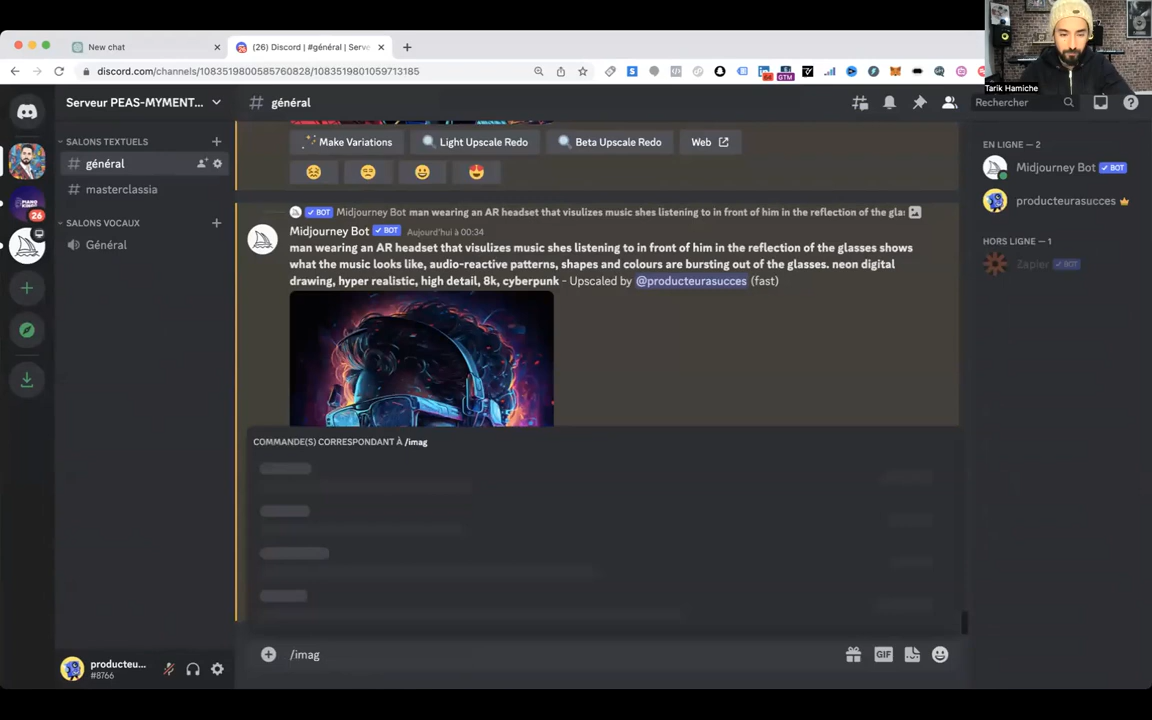 New chat
(26) Discord | #général | Serve
discord.com/channels/1083519800585760828/1083519801059713185
GTM
Tarik Hamiche
Serveur PEAS-MYMENT...
général
Rechercher
SALONS TEXTUELS
général
masterclassia
SALONS VOCAUX
Général
26
Make Variations
Light Upscale Redo
Beta Upscale Redo
Web
BOT Midjourney Bot man wearing an AR headset that visulizes music shes listening to in front of him in the reflection of the gla
Midjourney Bot BOT Aujourd'hui à 00:34
man wearing an AR headset that visulizes music shes listening to in front of him in the reflection of the glasses shows
what the music looks like, audio-reactive patterns, shapes and colours are bursting out of the glasses. neon digital
drawing, hyper realistic, high detail, 8k, cyberpunk - Upscaled by @producteurasucces (fast)
COMMANDE(S) CORRESPONDANT À /imag
/imag
GIF
EN LIGNE — 2
Midjourney Bot BOT
producteurasucces
HORS LIGNE — 1
Zapier BOT
producteu...
#8766